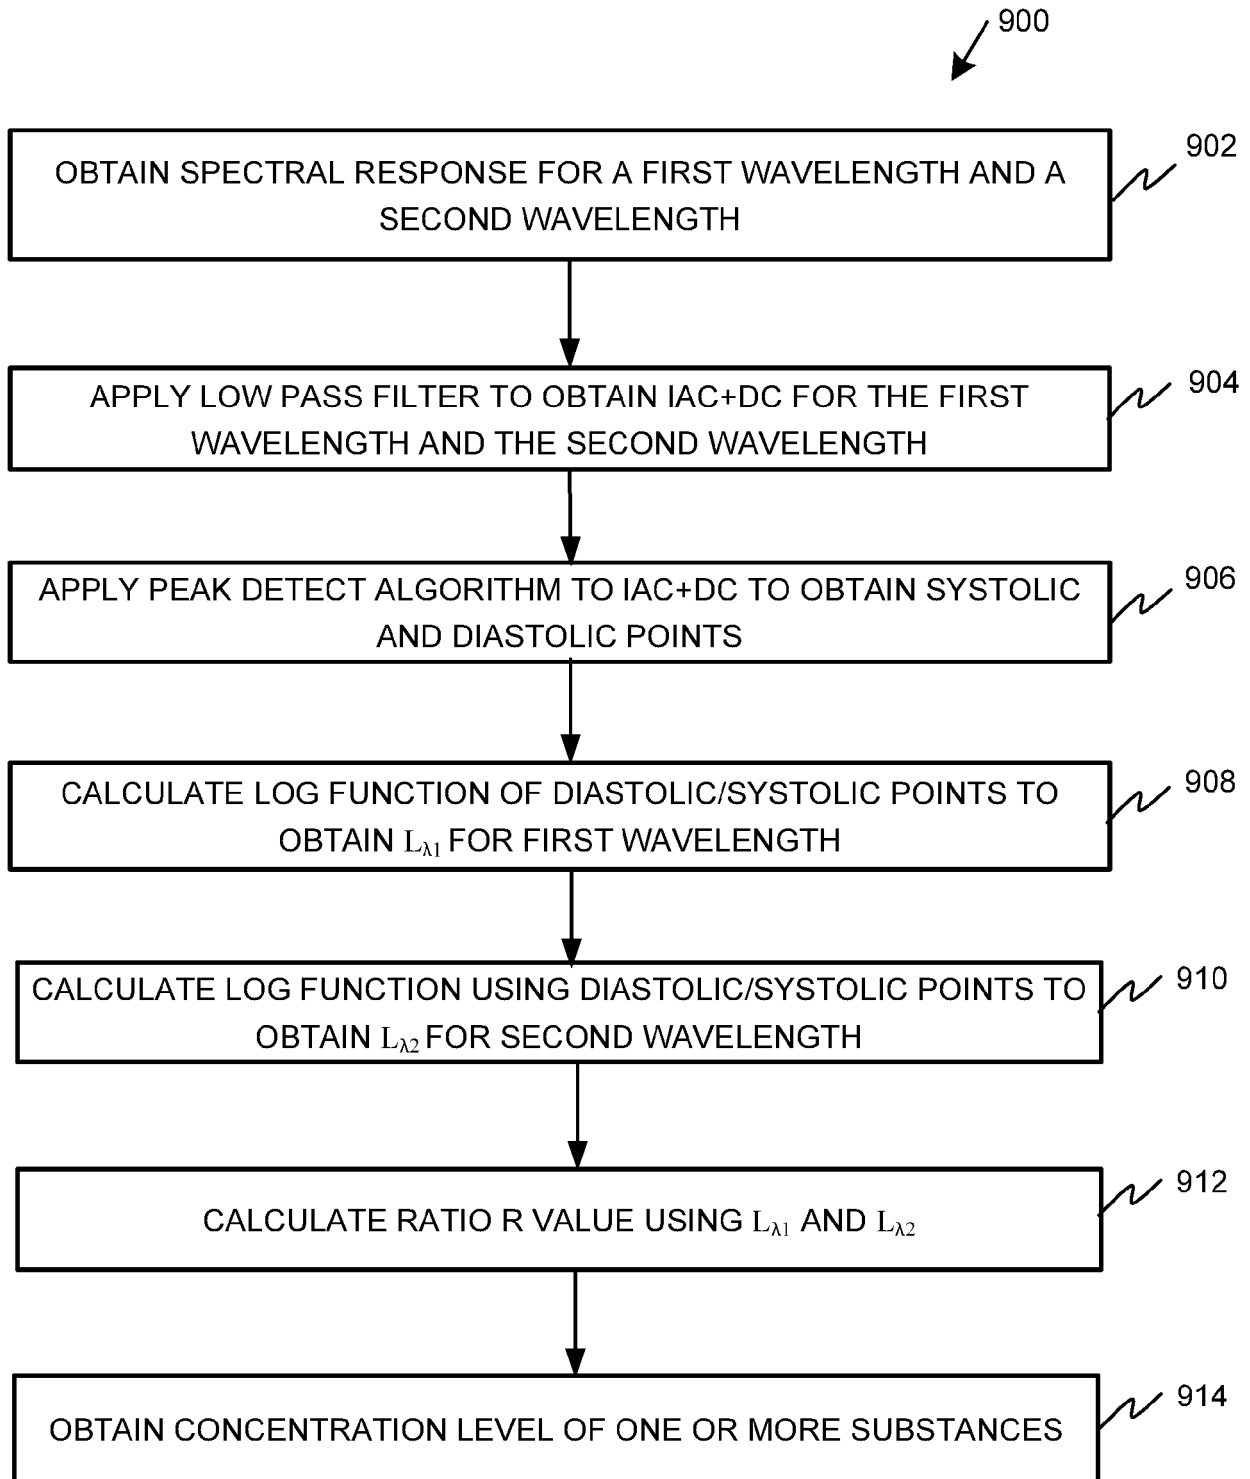 900
OBTAIN SPECTRAL RESPONSE FOR A FIRST WAVELENGTH AND A
SECOND WAVELENGTH
902
APPLY LOW PASS FILTER TO OBTAIN IAC+DC FOR THE FIRST
WAVELENGTH AND THE SECOND WAVELENGTH
904
APPLY PEAK DETECT ALGORITHM TO IAC+DC TO OBTAIN SYSTOLIC
AND DIASTOLIC POINTS
906
CALCULATE LOG FUNCTION OF DIASTOLIC/SYSTOLIC POINTS TO
OBTAIN Lλ1 FOR FIRST WAVELENGTH
908
CALCULATE LOG FUNCTION USING DIASTOLIC/SYSTOLIC POINTS TO
OBTAIN Lλ2 FOR SECOND WAVELENGTH
910
CALCULATE RATIO R VALUE USING Lλ1 AND Lλ2
912
OBTAIN CONCENTRATION LEVEL OF ONE OR MORE SUBSTANCES
914